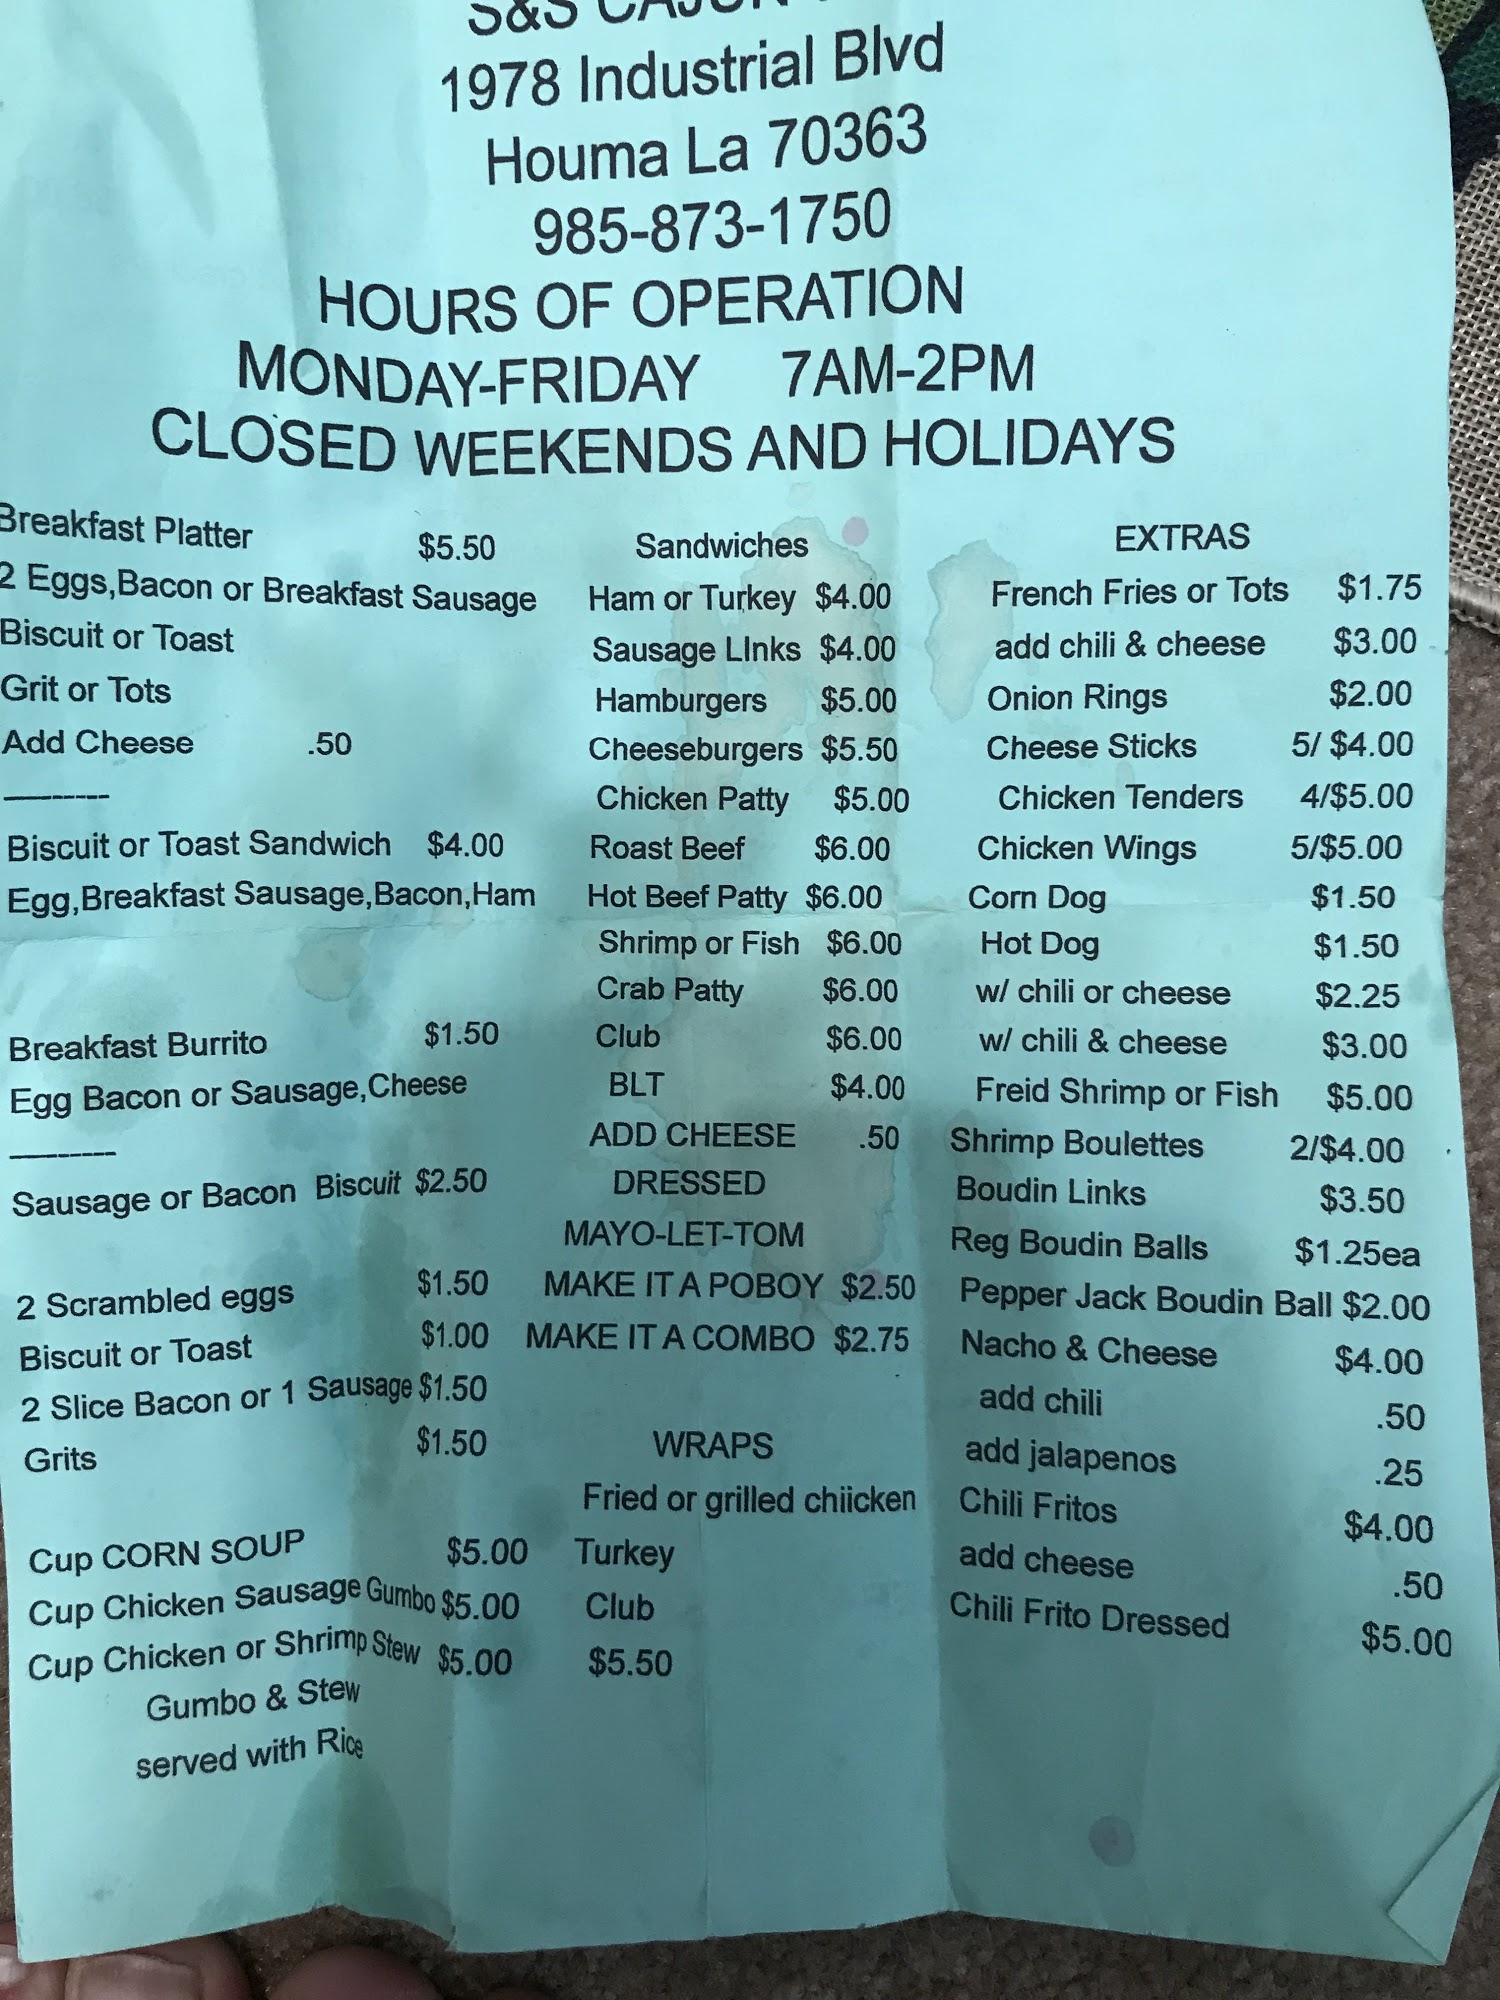 S&S CAJUN
1978 Industrial Blvd
Houma La 70363
985-873-1750
HOURS OF OPERATION
MONDAY-FRIDAY 7AM-2PM
CLOSED WEEKENDS AND HOLIDAYS
Breakfast Platter $5.50
2 Eggs,Bacon or Breakfast Sausage
Biscuit or Toast
Grit or Tots
Add Cheese .50
---------
Biscuit or Toast Sandwich $4.00
Egg,Breakfast Sausage,Bacon,Ham
Breakfast Burrito $1.50
Egg Bacon or Sausage,Cheese
---------
Sausage or Bacon Biscuit $2.50
2 Scrambled eggs $1.50
Biscuit or Toast $1.00
2 Slice Bacon or 1 Sausage $1.50
Grits $1.50
Cup CORN SOUP $5.00
Cup Chicken Sausage Gumbo $5.00
Cup Chicken or Shrimp Stew $5.00
Gumbo & Stew
served with Rice
Sandwiches
Ham or Turkey $4.00
Sausage LInks $4.00
Hamburgers $5.00
Cheeseburgers $5.50
Chicken Patty $5.00
Roast Beef $6.00
Hot Beef Patty $6.00
Shrimp or Fish $6.00
Crab Patty $6.00
Club $6.00
BLT $4.00
ADD CHEESE .50
DRESSED
MAYO-LET-TOM
MAKE IT A POBOY $2.50
MAKE IT A COMBO $2.75
WRAPS
Fried or grilled chiicken
Turkey
Club
$5.50
EXTRAS
French Fries or Tots $1.75
add chili & cheese $3.00
Onion Rings $2.00
Cheese Sticks 5/ $4.00
Chicken Tenders 4/$5.00
Chicken Wings 5/$5.00
Corn Dog $1.50
Hot Dog $1.50
w/ chili or cheese $2.25
w/ chili & cheese $3.00
Freid Shrimp or Fish $5.00
Shrimp Boulettes 2/$4.00
Boudin Links $3.50
Reg Boudin Balls $1.25ea
Pepper Jack Boudin Ball $2.00
Nacho & Cheese $4.00
add chili .50
add jalapenos .25
Chili Fritos $4.00
add cheese .50
Chili Frito Dressed $5.00